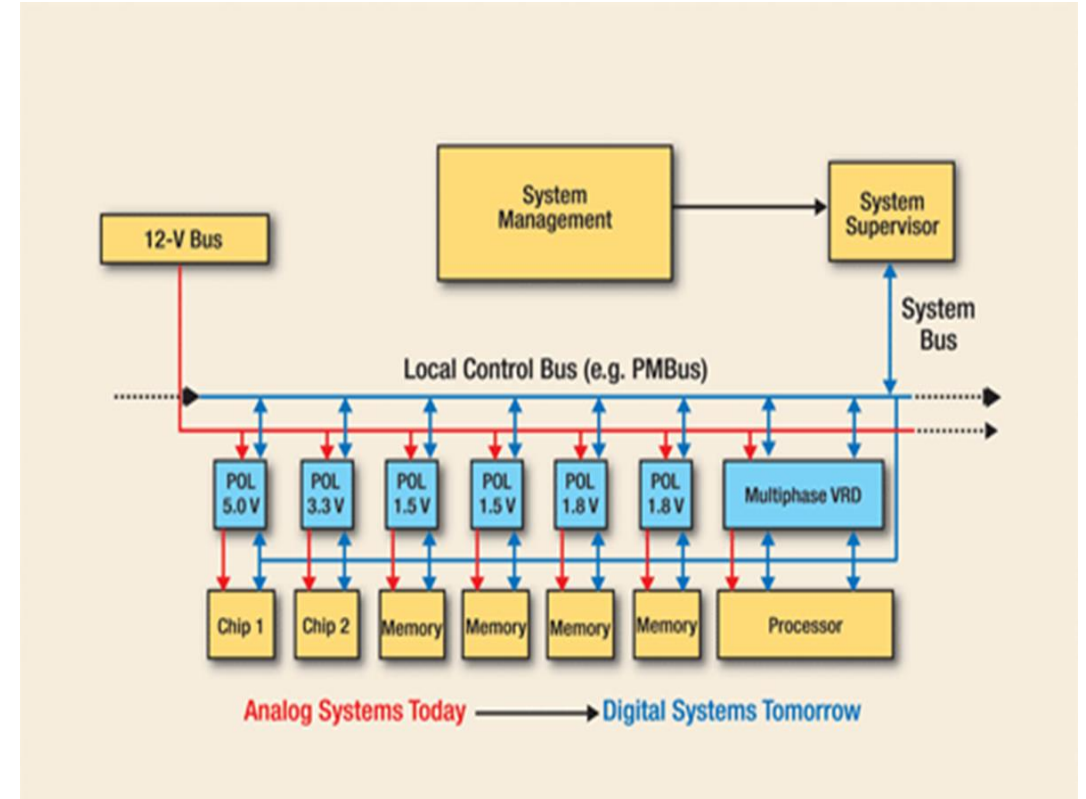 System
Management
System
Supervisor
12-V Bus
System
Bus
Local Control Bus (e.g. PMBus)
POL
5.0 V
POL
3.3 V
POL
1.5 V
POL
1.5 V
POL
1.8 V
POL
1.8 V
Multiphase VRD
Chip 1
Chip 2
Memory
Memory
Memory
Memory
Processor
Analog Systems Today
Digital Systems Tomorrow